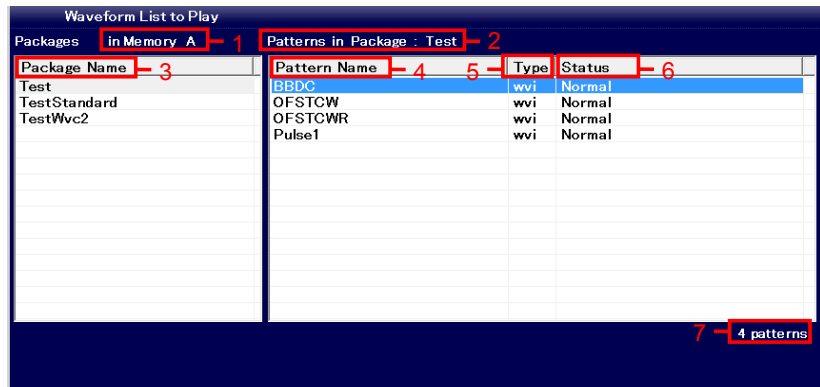 Waveform List to Play
Packages in Memory A 1 Patterns in Package : Test 2
Package Name 3 Pattern Name 4 5 Type Status 6
Test BBDC wvi Normal
TestStandard OFSTCW wvi Normal
TestWvc2 OFSTCWR wvi Normal
Pulse1 wvi Normal
7 4 patterns